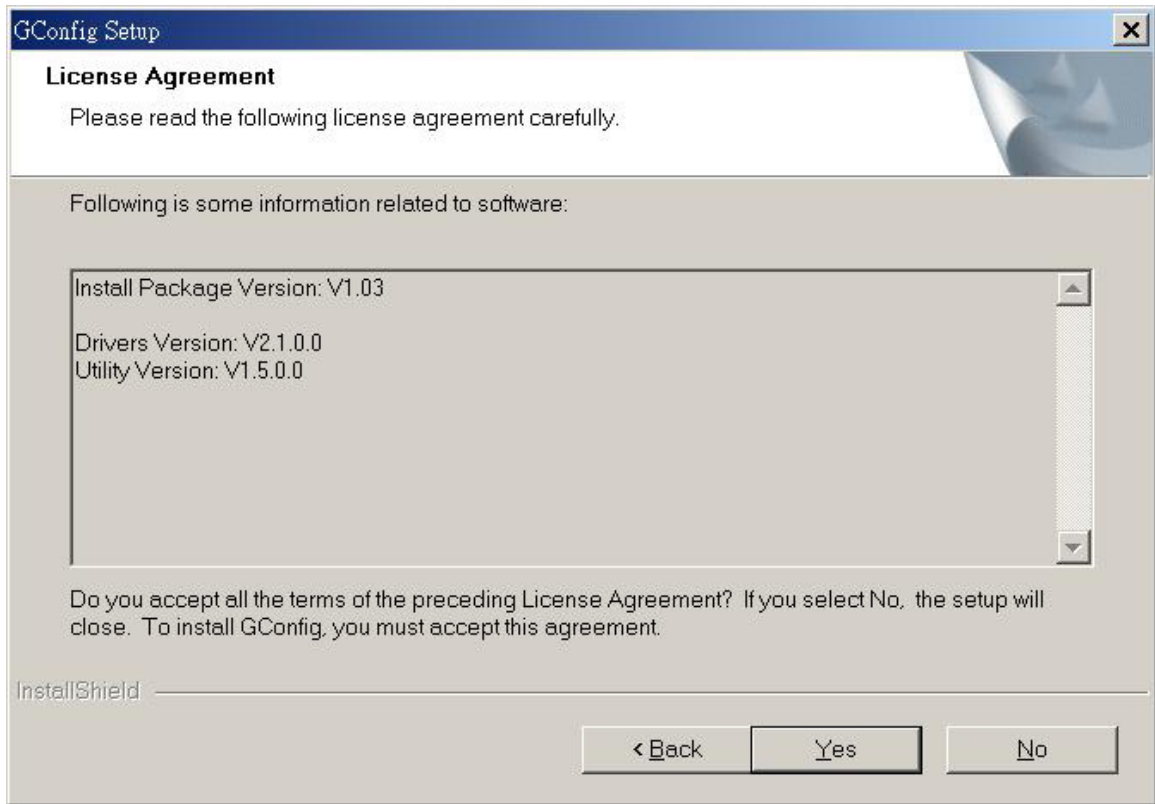 GConfig Setup
License Agreement
Please read the following license agreement carefully.
Following is some information related to software:
Install Package Version: V1.03
Drivers Version: V2.1.0.0
Utility Version: V1.5.0.0
Do you accept all the terms of the preceding License Agreement? If you select No, the setup will
close. To install GConfig, you must accept this agreement.
InstallShield
< Back
Yes
No